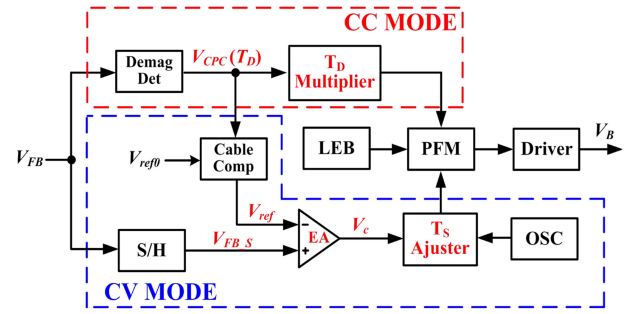 CC MODE
Demag
Det
VCPC(TD)
TD
Multiplier
VFB
Vref0
Cable
Comp
LEB
PFM
Driver
VB
Vref
S/H
VFB_S
EA
Vc
TS
Ajuster
OSC
CV MODE